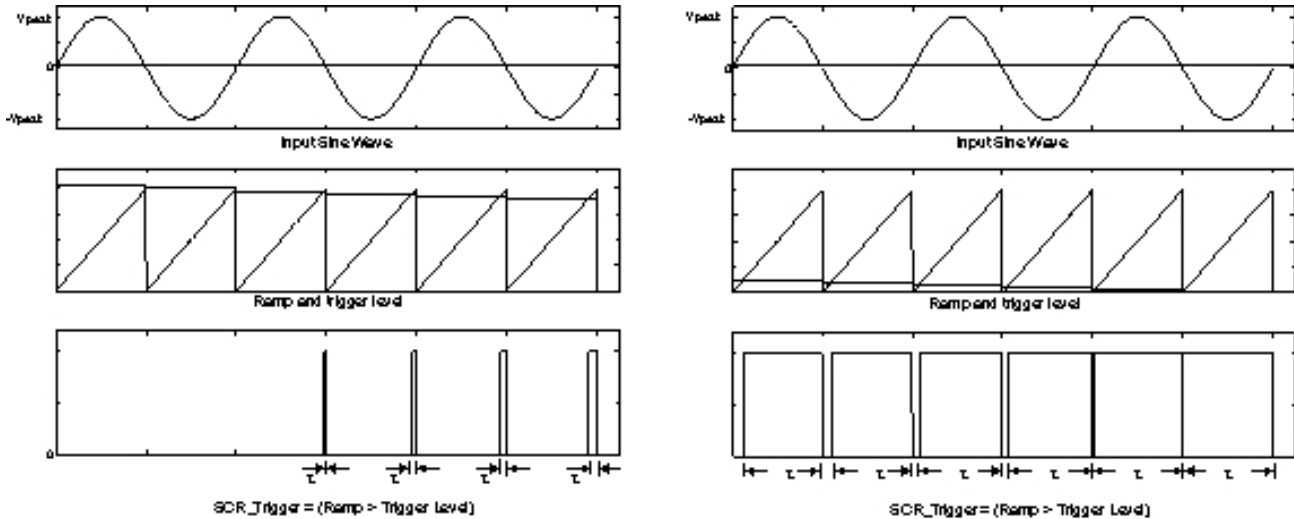 Vpeak
0
-Vpeak
Input Sine Wave
Ramp and trigger level
0
τ τ τ τ
SCR_Trigger = (Ramp > Trigger Level)
Vpeak
0
-Vpeak
Input Sine Wave
Ramp and trigger level
τ τ τ τ τ τ
SCR_Trigger = (Ramp > Trigger Level)